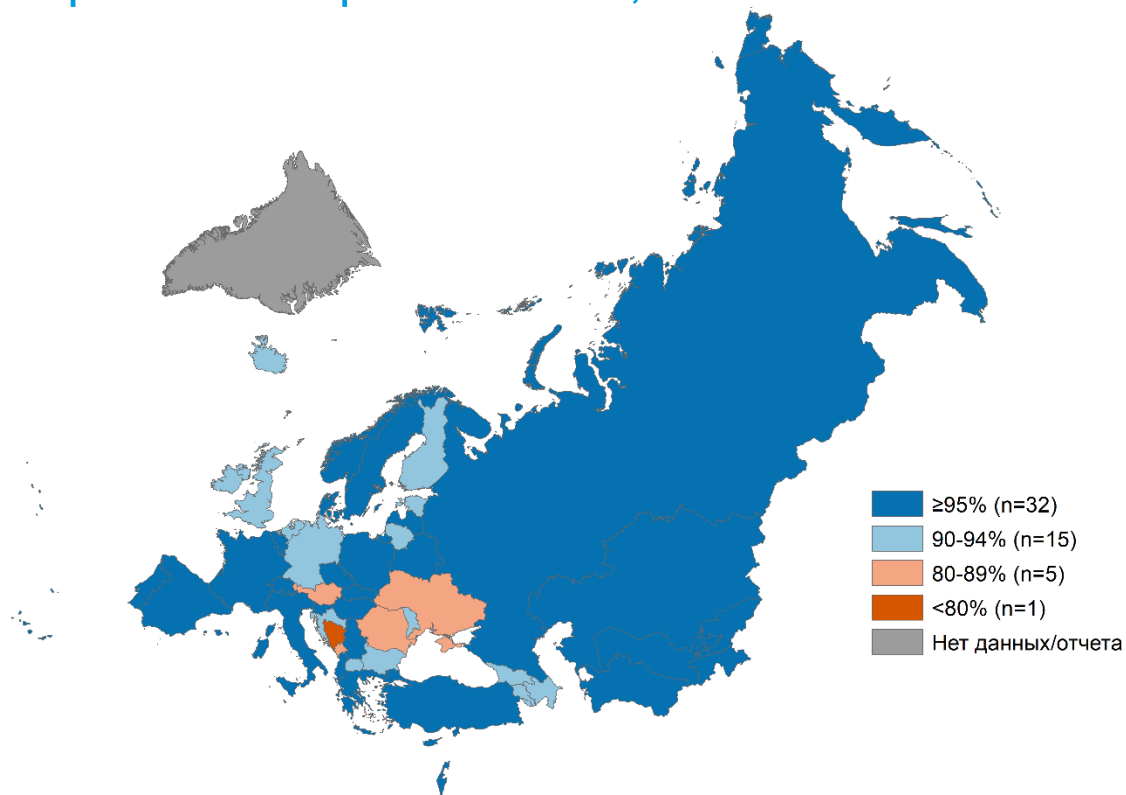 ≥95% (n=32)
90-94% (n=15)
80-89% (n=5)
<80% (n=1)
Нет данных/отчета